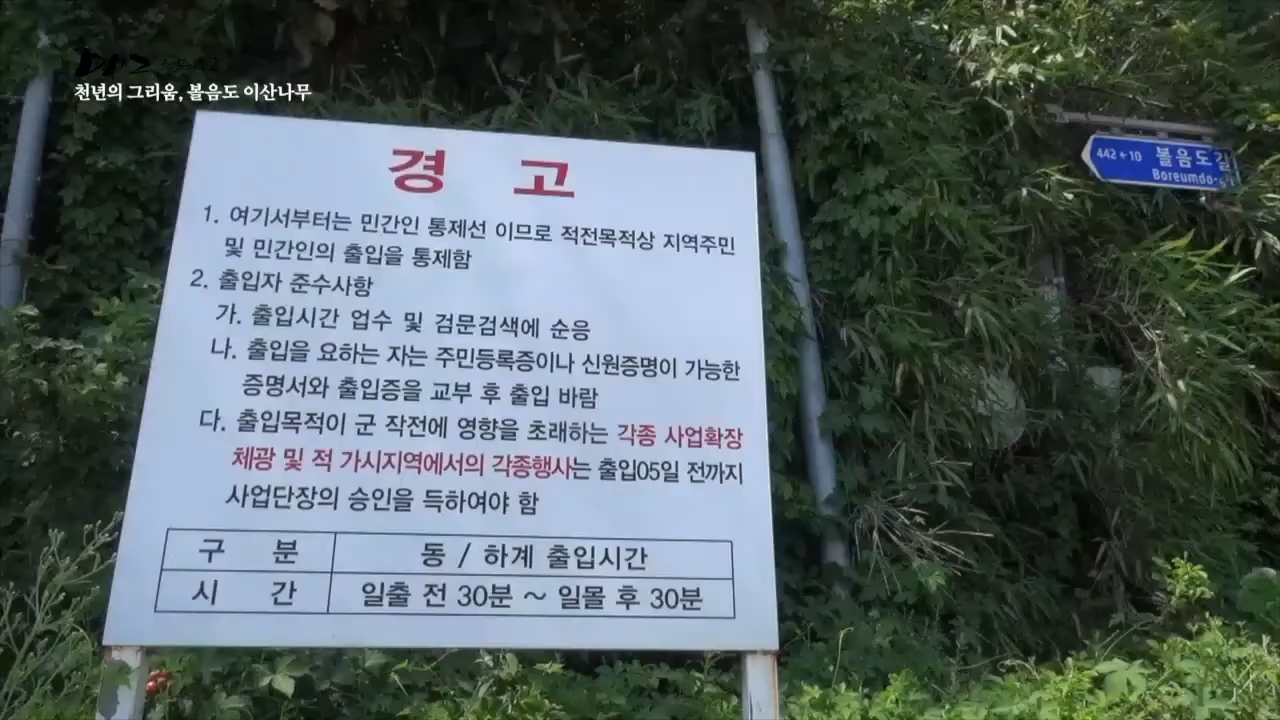 천년의 그리움, 볼음도 이산나무
442←10 볼음도길
Boreumdo-gil
경 고
1. 여기서부터는 민간인 통제선 이므로 적전목적상 지역주민
및 민간인의 출입을 통제함
2. 출입자 준수사항
가. 출입시간 업수 및 검문검색에 순응
나. 출입을 요하는 자는 주민등록증이나 신원증명이 가능한
증명서와 출입증을 교부 후 출입 바람
다. 출입목적이 군 작전에 영향을 초래하는 각종 사업확장
체광 및 적 가시지역에서의 각종행사는 출입05일 전까지
사업단장의 승인을 득하여야 함
구 분 동 / 하계 출입시간
시 간 일출 전 30분 ~ 일몰 후 30분